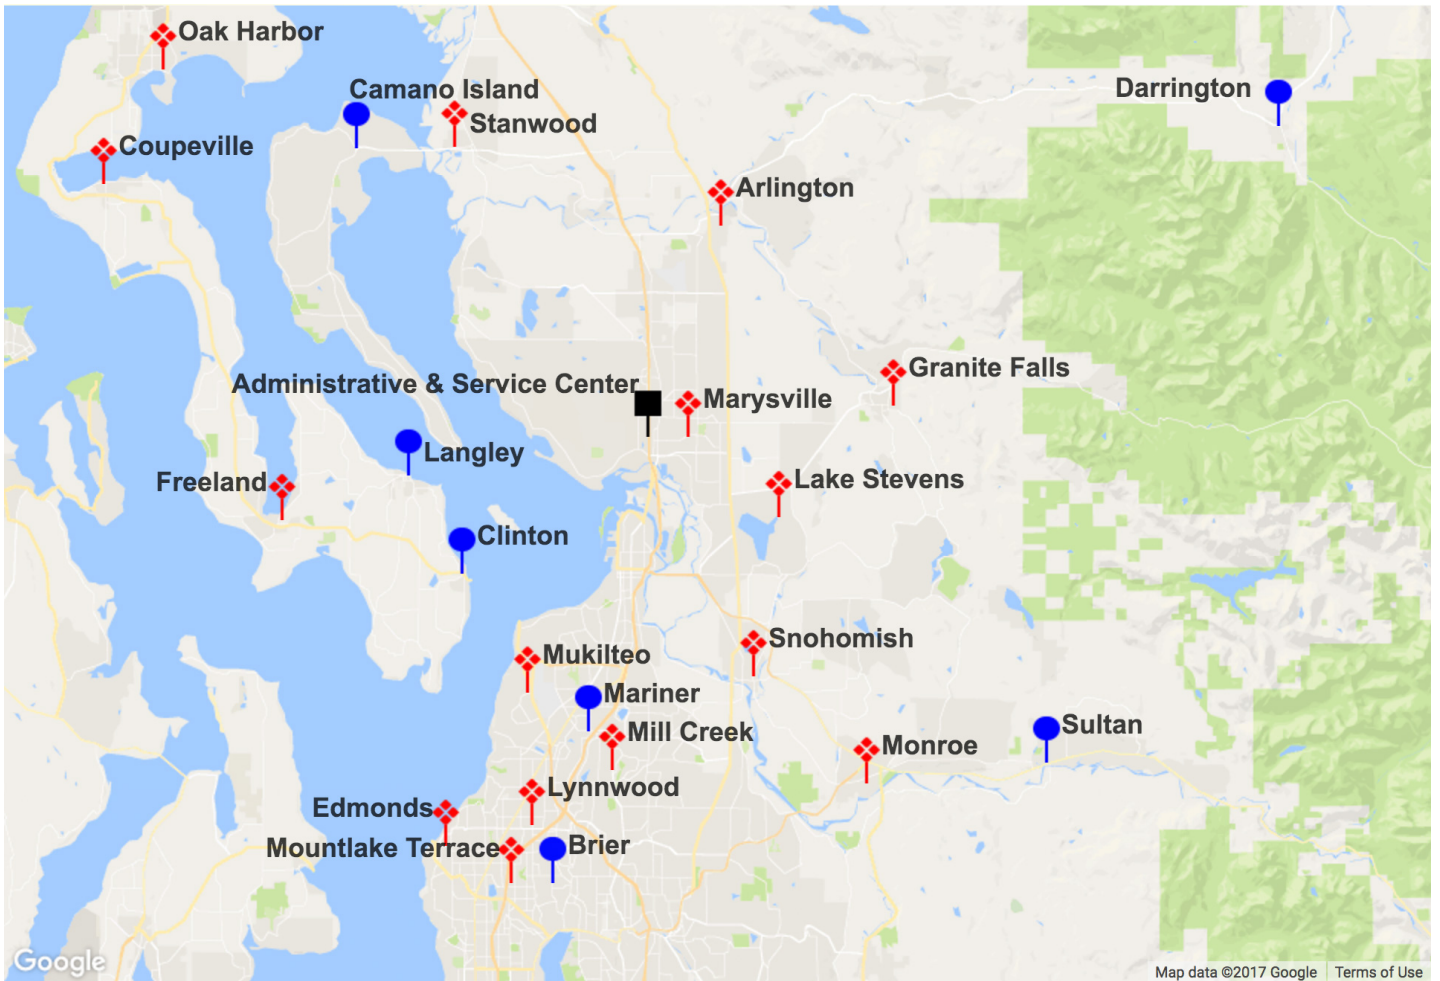 Oak Harbor
Darrington
Camano Island
Stanwood
Coupeville
Arlington
Granite Falls
Administrative & Service Center
Marysville
Langley
Freeland
Lake Stevens
Clinton
Snohomish
Mukilteo
Mariner
Sultan
Mill Creek
Monroe
Lynnwood
Edmonds
Mountlake Terrace
Brier
Google
Map data ©2017 Google
Terms of Use